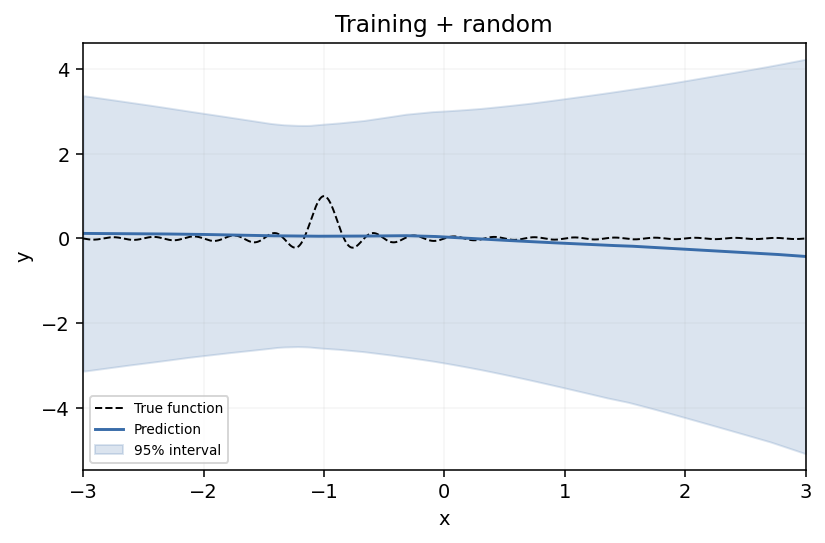 Training + random
4
2
0
−2
−4
y
True function
Prediction
95% interval
−3
−2
−1
0
1
2
3
x